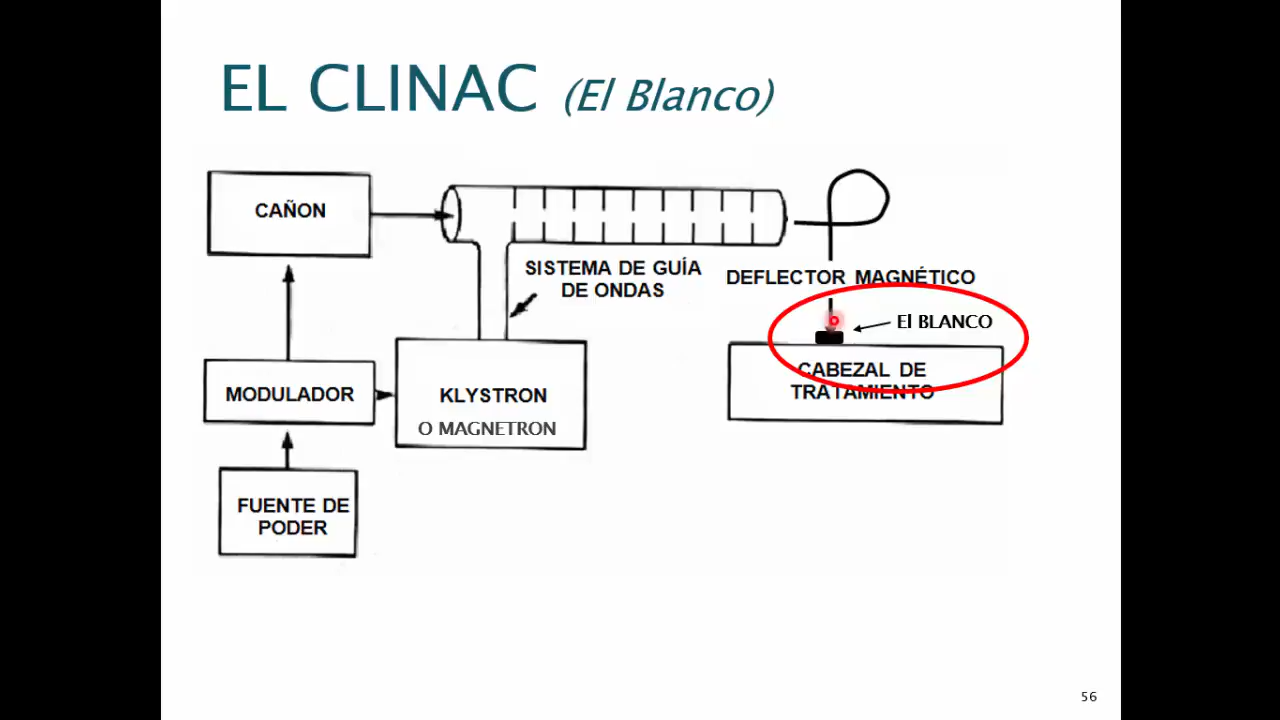 EL CLINAC (El Blanco)
CAÑON
SISTEMA DE GUÍA
DE ONDAS
DEFLECTOR MAGNÉTICO
El BLANCO
CABEZAL DE
TRATAMIENTO
MODULADOR
KLYSTRON
O MAGNETRON
FUENTE DE
PODER
56